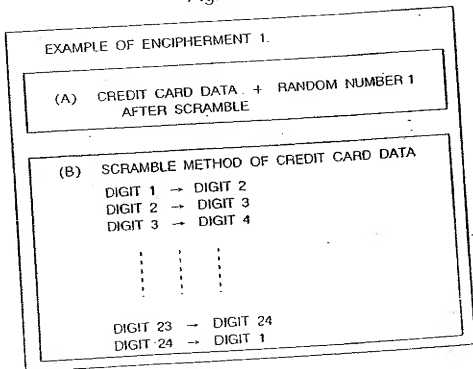 EXAMPLE OF ENCIPHERMENT 1.
(A) CREDIT CARD DATA. + RANDOM NUMBER 1
AFTER SCRAMBLE
(B) SCRAMBLE METHOD OF CREDIT CARD DATA
DIGIT 1 → DIGIT 2
DIGIT 2 → DIGIT 3
DIGIT 3 → DIGIT 4
DIGIT 23 → DIGIT 24
DIGIT 24 → DIGIT 1